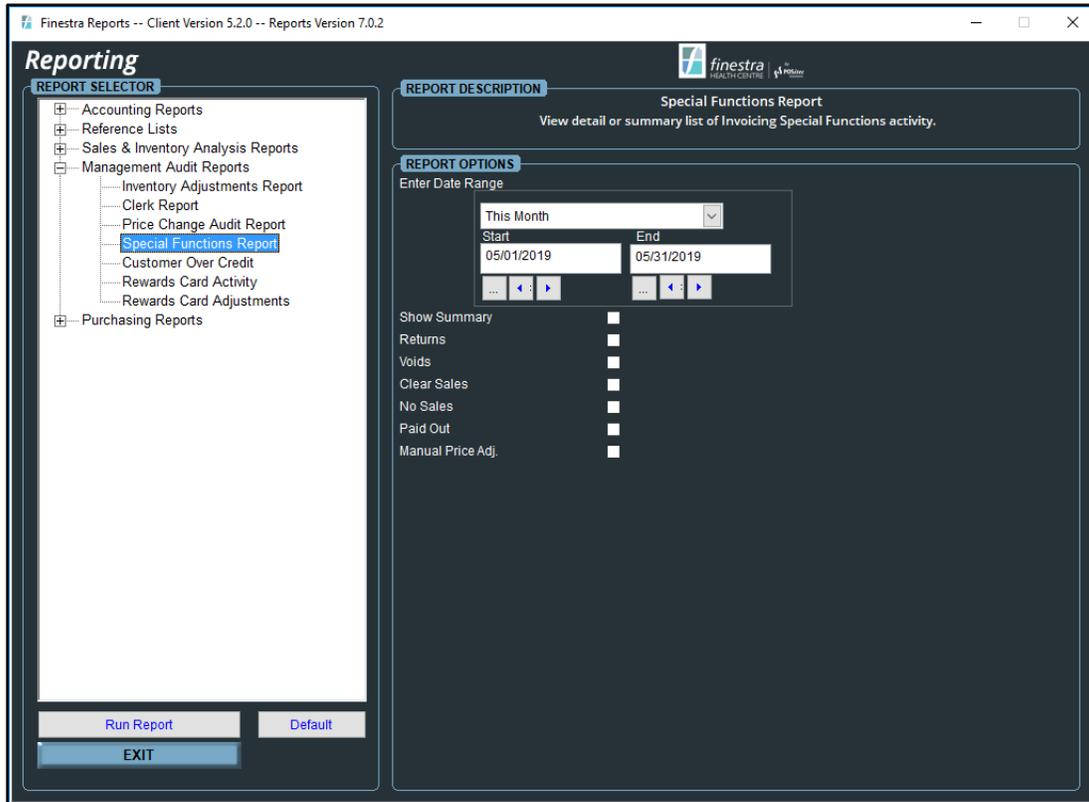 Finestra Reports -- Client Version 5.2.0 -- Reports Version 7.0.2
Reporting
finestra
HEALTH CENTRE
REPORT SELECTOR
Accounting Reports
Reference Lists
Sales & Inventory Analysis Reports
Management Audit Reports
Inventory Adjustments Report
Clerk Report
Price Change Audit Report
Special Functions Report
Customer Over Credit
Rewards Card Activity
Rewards Card Adjustments
Purchasing Reports
Run Report Default
EXIT
REPORT DESCRIPTION
Special Functions Report
View detail or summary list of Invoicing Special Functions activity.
REPORT OPTIONS
Enter Date Range
This Month
Start End
05/01/2019 05/31/2019
... : ... :
Show Summary
Returns
Voids
Clear Sales
No Sales
Paid Out
Manual Price Adj.